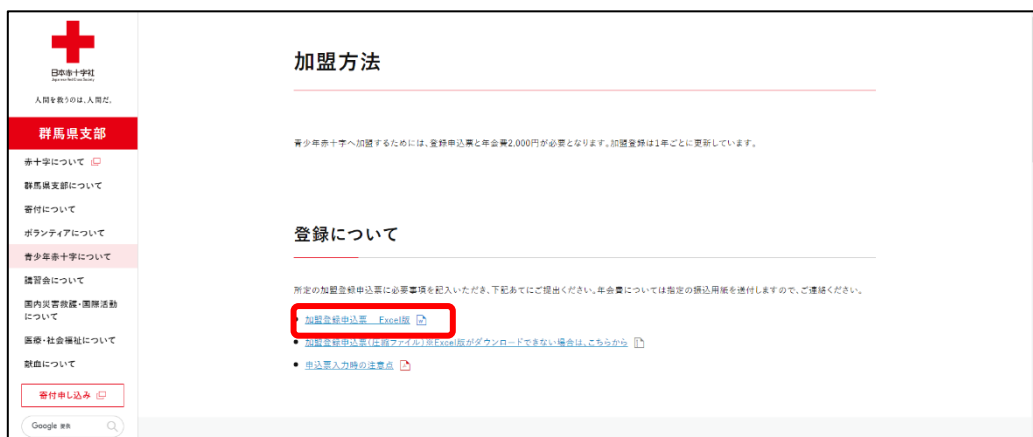 日本赤十字社
Japanese Red Cross Society
人間を救うのは、人間だ。
群馬県支部
赤十字について
群馬県支部について
寄付について
ボランティアについて
青少年赤十字について
講習会について
国内災害救護・国際活動
について
医療・社会福祉について
献血について
寄付申し込み
Google 検索
加盟方法
青少年赤十字へ加盟するためには、登録申込票と年会費2,000円が必要となります。加盟登録は1年ごとに更新しています。
登録について
所定の加盟登録申込票に必要事項を記入いただき、下記あてにご提出ください。年会費については指定の振込用紙を送付しますので、ご連絡ください。
加盟登録申込票　Excel版
加盟登録申込票(圧縮ファイル)※Excel版がダウンロードできない場合は、こちらから
申込票入力時の注意点